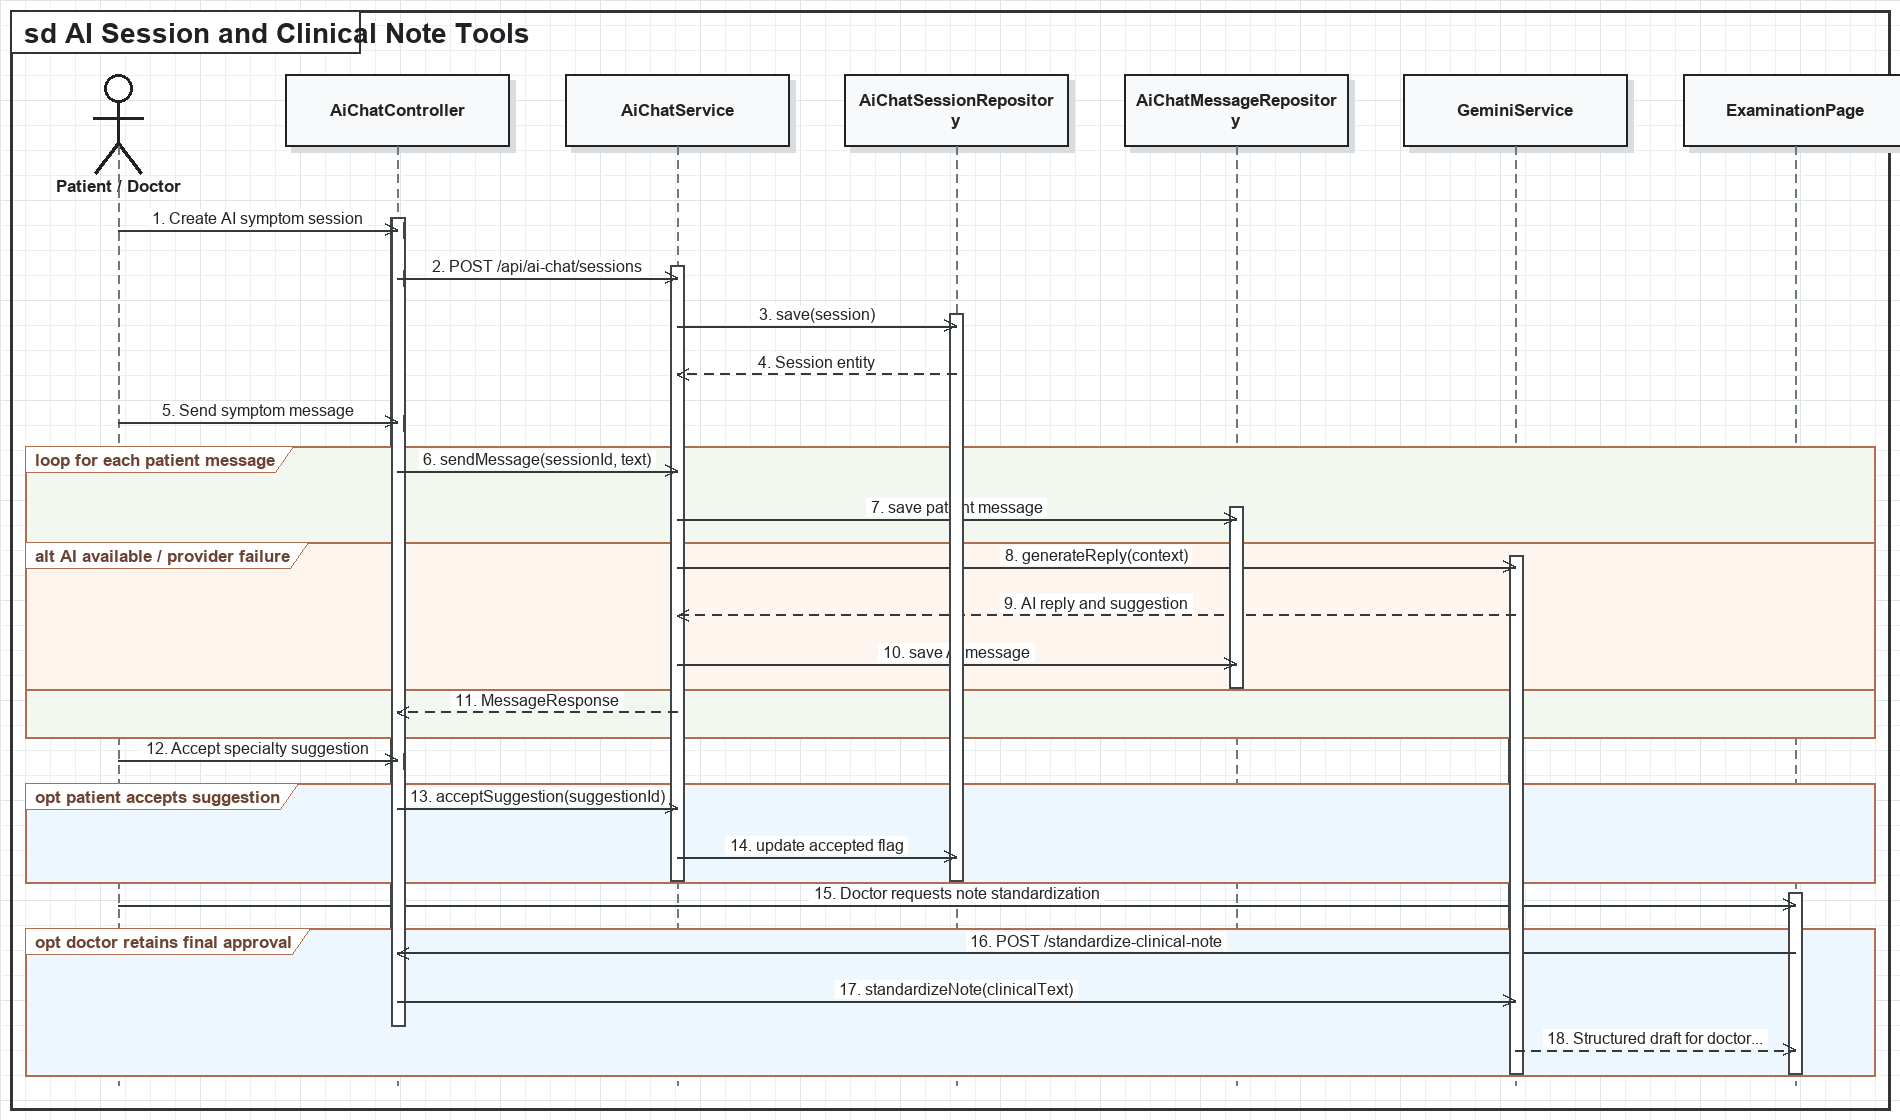 sd AI Session and Clinical Note Tools
AiChatController
AiChatService
AiChatSessionRepositor
y
AiChatMessageRepositor
y
GeminiService
ExaminationPage
Patient / Doctor
1. Create AI symptom session
2. POST /api/ai-chat/sessions
3. save(session)
4. Session entity
5. Send symptom message
loop for each patient message
6. sendMessage(sessionId, text)
7. save patient message
alt AI available / provider failure
8. generateReply(context)
9. AI reply and suggestion
10. save AI message
11. MessageResponse
12. Accept specialty suggestion
opt patient accepts suggestion
13. acceptSuggestion(suggestionId)
14. update accepted flag
15. Doctor requests note standardization
opt doctor retains final approval
16. POST /standardize-clinical-note
17. standardizeNote(clinicalText)
18. Structured draft for doctor...